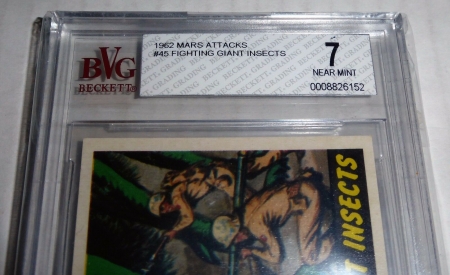 BVG
BECKETT
1962 MARS ATTACKS
#45 FIGHTING GIANT INSECTS
7
NEAR MINT
0008826152
T INSECTS